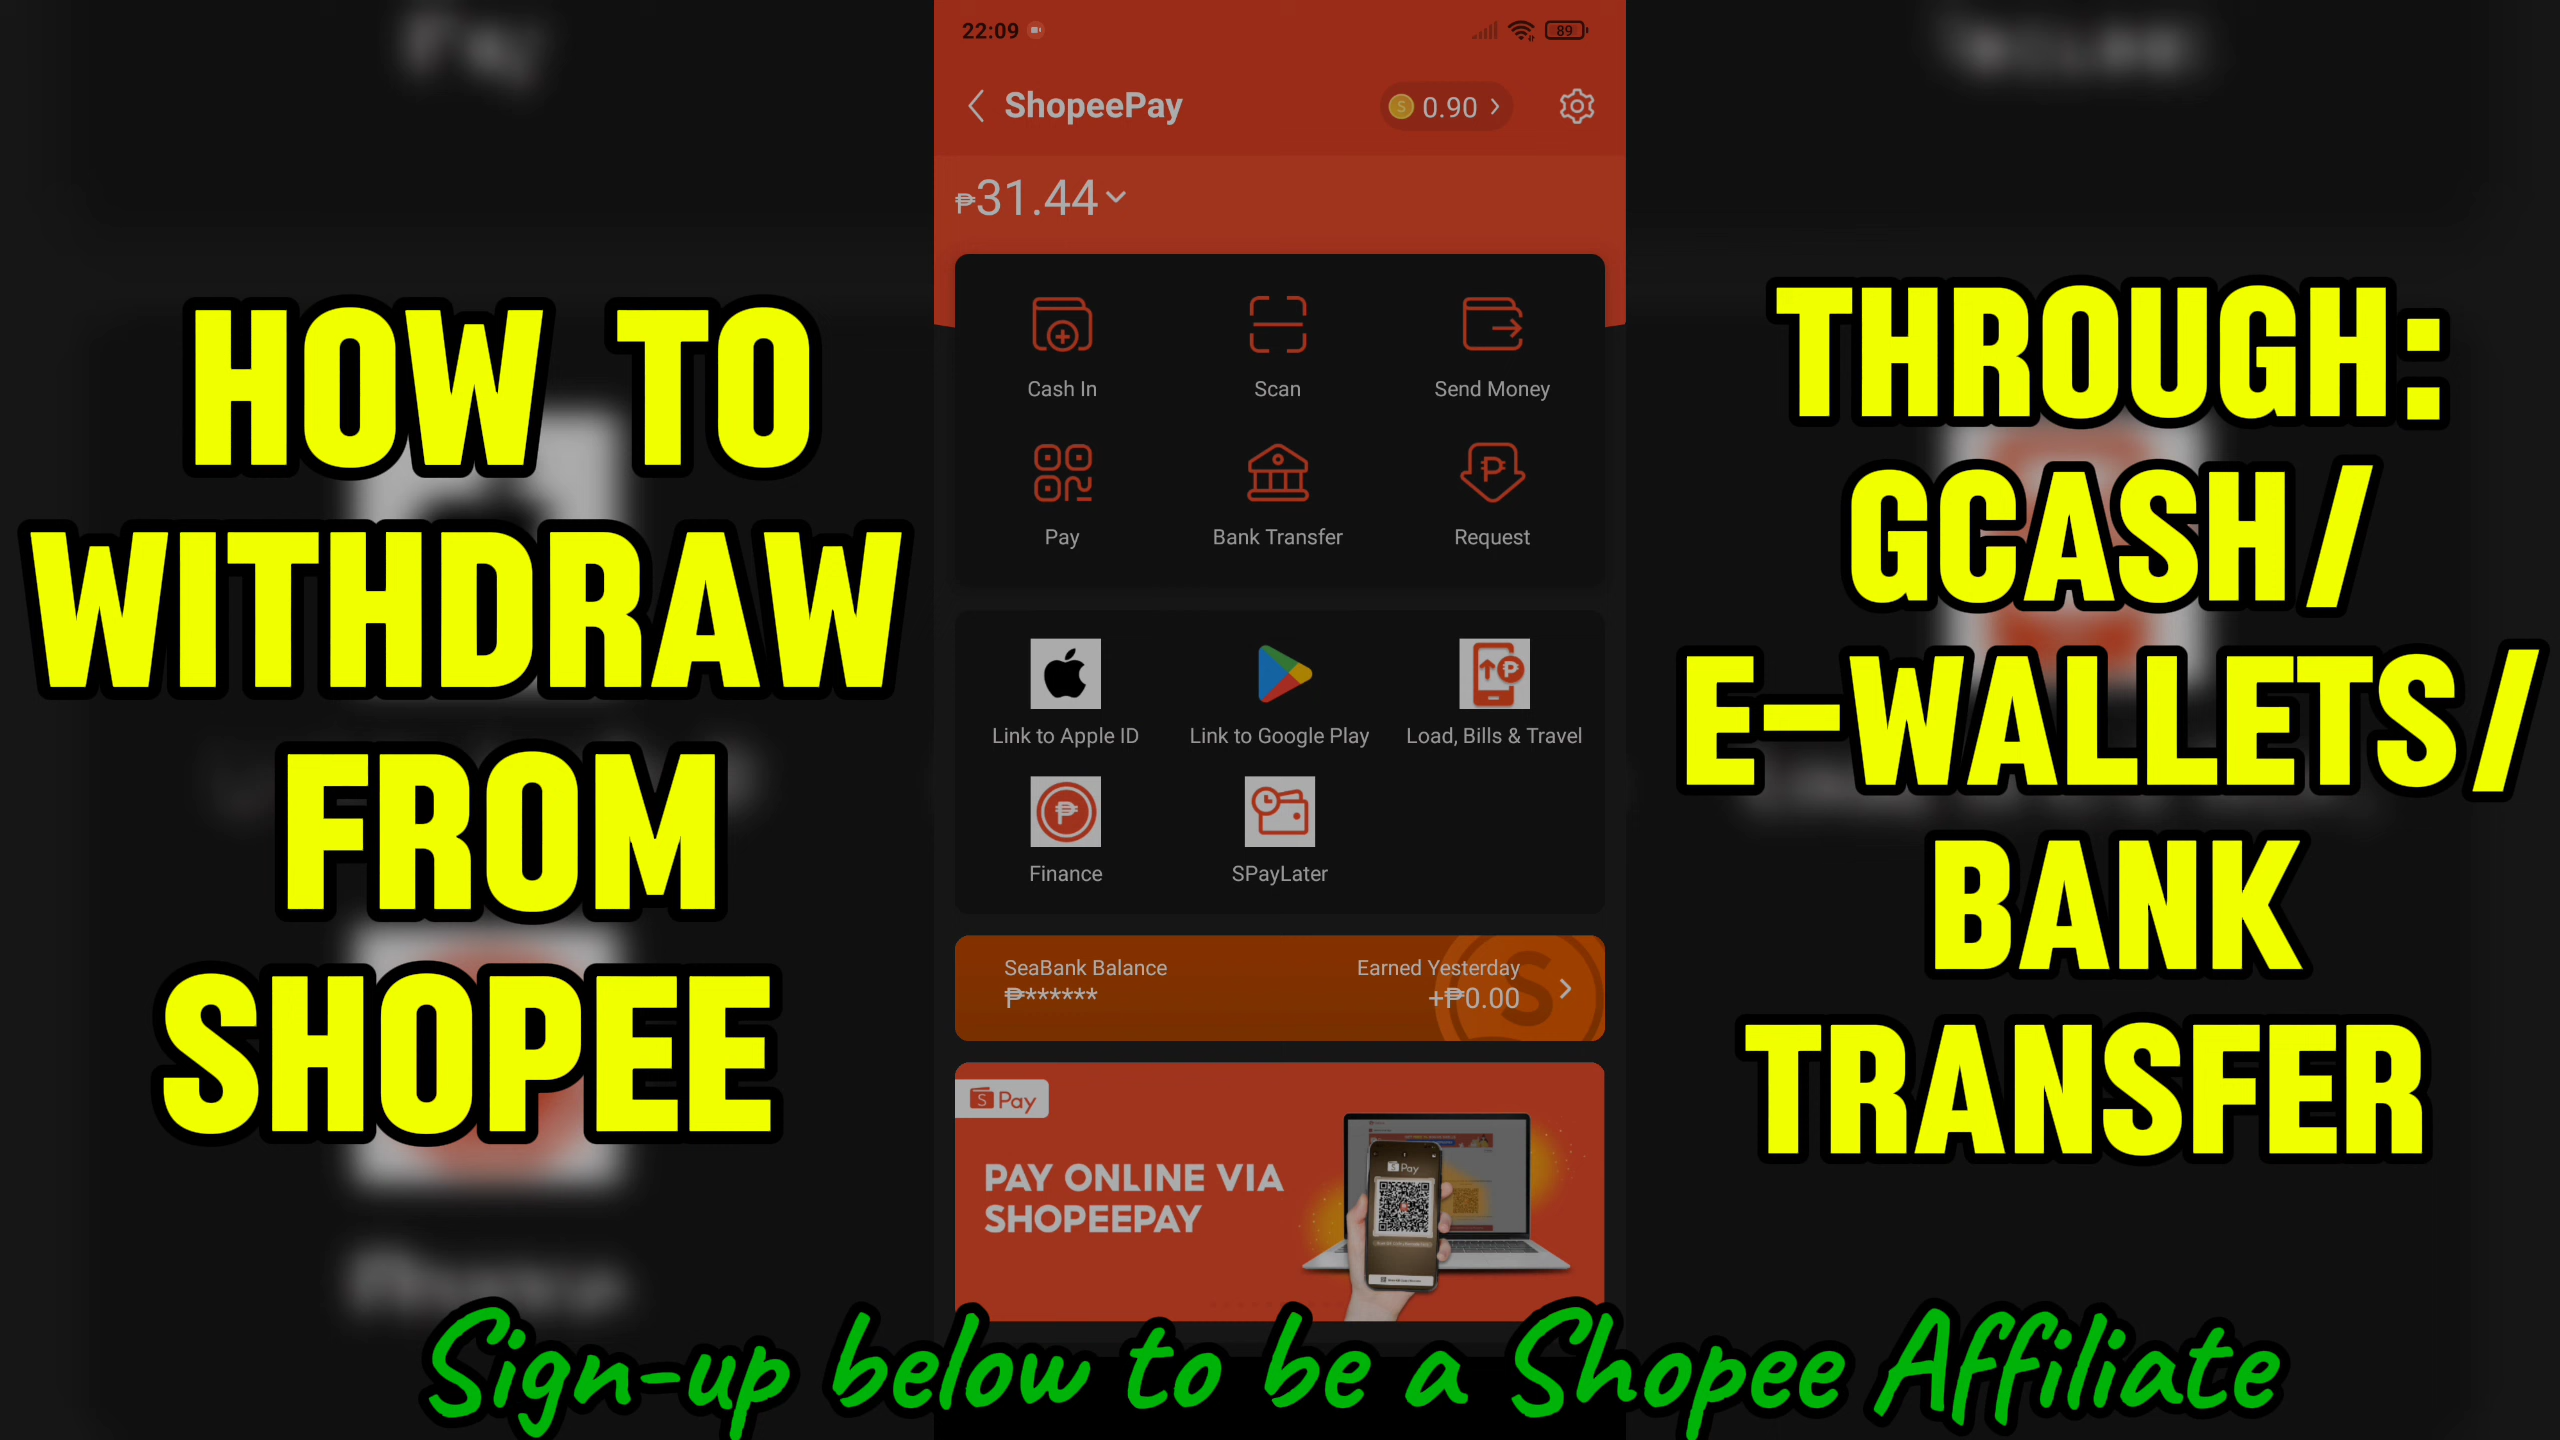 22:09
89
ShopeePay
S 0.90
₱31.44
Cash In
Scan
Send Money
Pay
Bank Transfer
Request
Link to Apple ID
Link to Google Play
Load, Bills & Travel
Finance
SPayLater
SeaBank Balance
Earned Yesterday
₱******
+₱0.00
S Pay
PAY ONLINE VIA
SHOPEEPAY
S Pay
HOW TO
WITHDRAW
FROM
SHOPEE
THROUGH:
GCASH/
E-WALLETS/
BANK
TRANSFER
Sign-up below to be a Shopee Affiliate